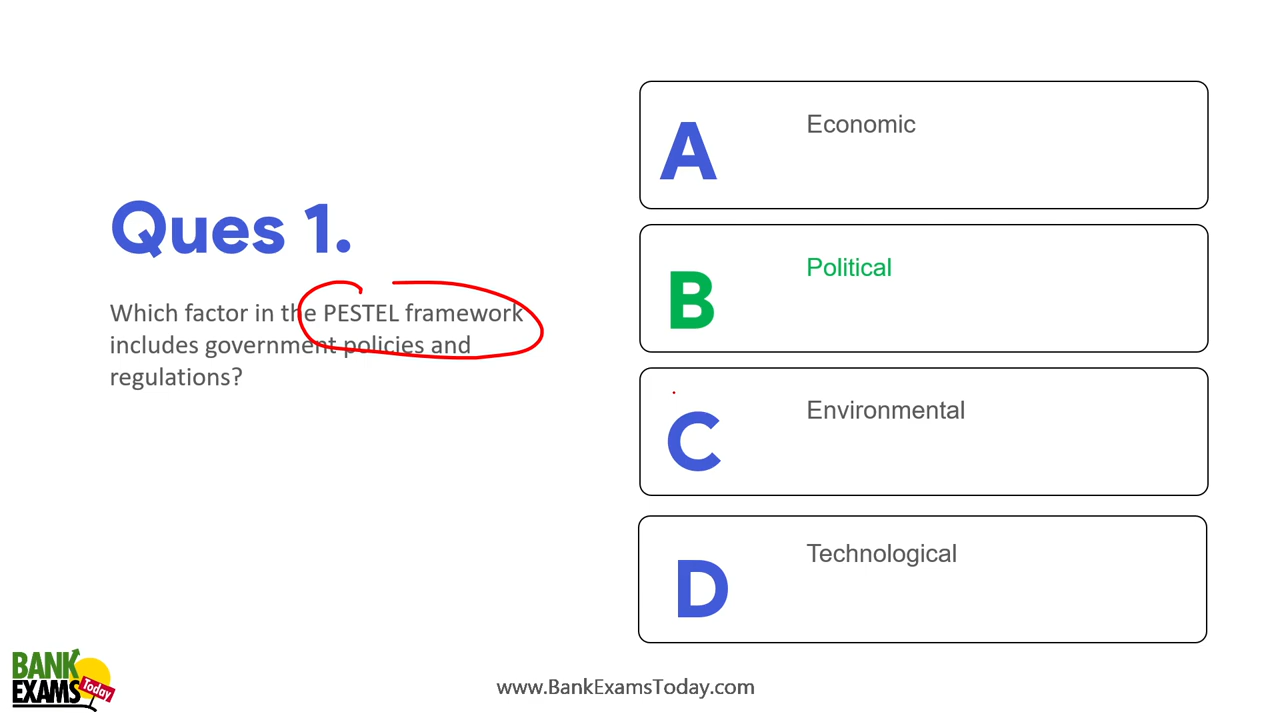 Ques 1.
Which factor in the PESTEL framework
includes government policies and
regulations?
A
Economic
B
Political
C
Environmental
D
Technological
BANK
EXAMS
Today
www.BankExamsToday.com